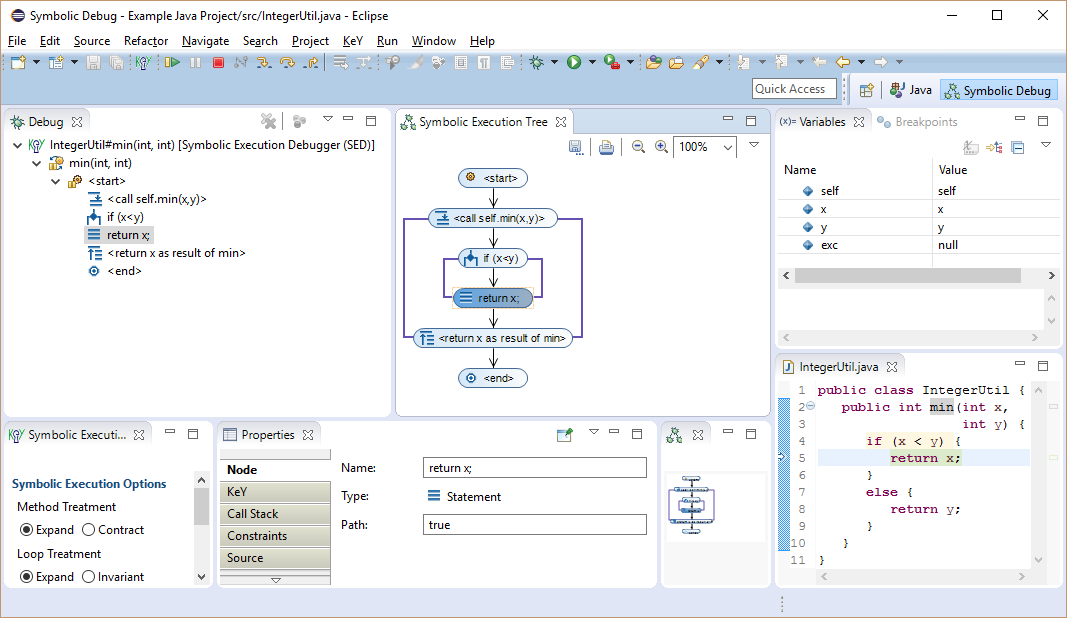 Symbolic Debug - Example Java Project/src/IntegerUtil.java - Eclipse
File Edit Source Refactor Navigate Search Project KeY Run Window Help
Quick Access
Java
Symbolic Debug
Debug
IntegerUtil#min(int, int) [Symbolic Execution Debugger (SED)]
min(int, int)
<start>
<call self.min(x,y)>
if (x<y)
return x;
<return x as result of min>
<end>
Symbolic Execution Tree
100%
<start>
<call self.min(x,y)>
if (x<y)
return x;
<return x as result of min>
<end>
(x)= Variables
Breakpoints
Name Value
self self
x x
y y
exc null
IntegerUtil.java
1 public class IntegerUtil {
2 public int min(int x,
3 int y) {
4 if (x < y) {
5 return x;
6 }
7 else {
8 return y;
9 }
10 }
11 }
Symbolic Executi...
Symbolic Execution Options
Method Treatment
Expand Contract
Loop Treatment
Expand Invariant
Properties
Node
KeY
Call Stack
Constraints
Source
Name: return x;
Type: Statement
Path: true